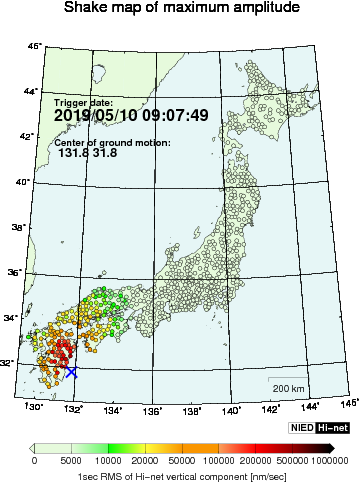 Shake map of maximum amplitude
45°
44°
42°
40°
36°
34°
32°
Trigger date:
2019/05/10 09:07:49
Center of ground motion:
131.8 31.8
200 km
130° 132° 134° 136° 138° 140° 142° 144° 145°
NIED Hi-net
0 5000 10000 20000 50000 100000 200000 500000 1000000
1sec RMS of Hi-net vertical component [nm/sec]